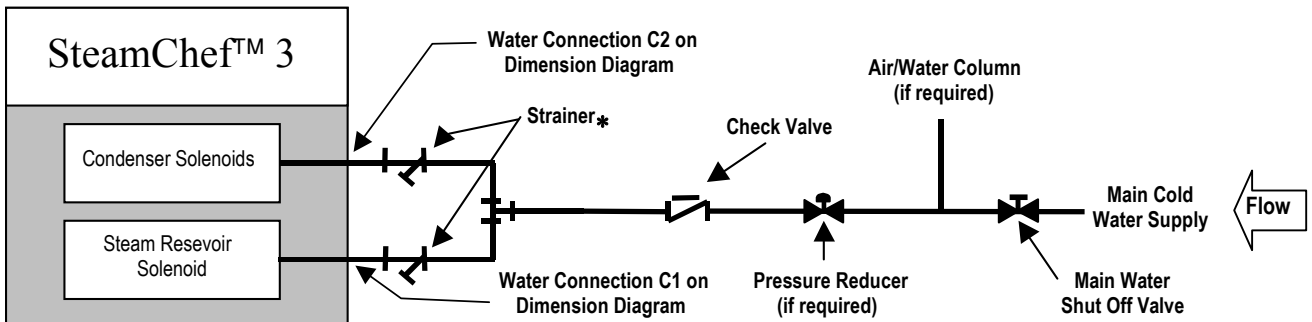 SteamChef™ 3
Condenser Solenoids
Steam Resevoir
Solenoid
Water Connection C2 on
Dimension Diagram
Strainer*
Water Connection C1 on
Dimension Diagram
Check Valve
Pressure Reducer
(if required)
Air/Water Column
(if required)
Main Water
Shut Off Valve
Main Cold
Water Supply
Flow